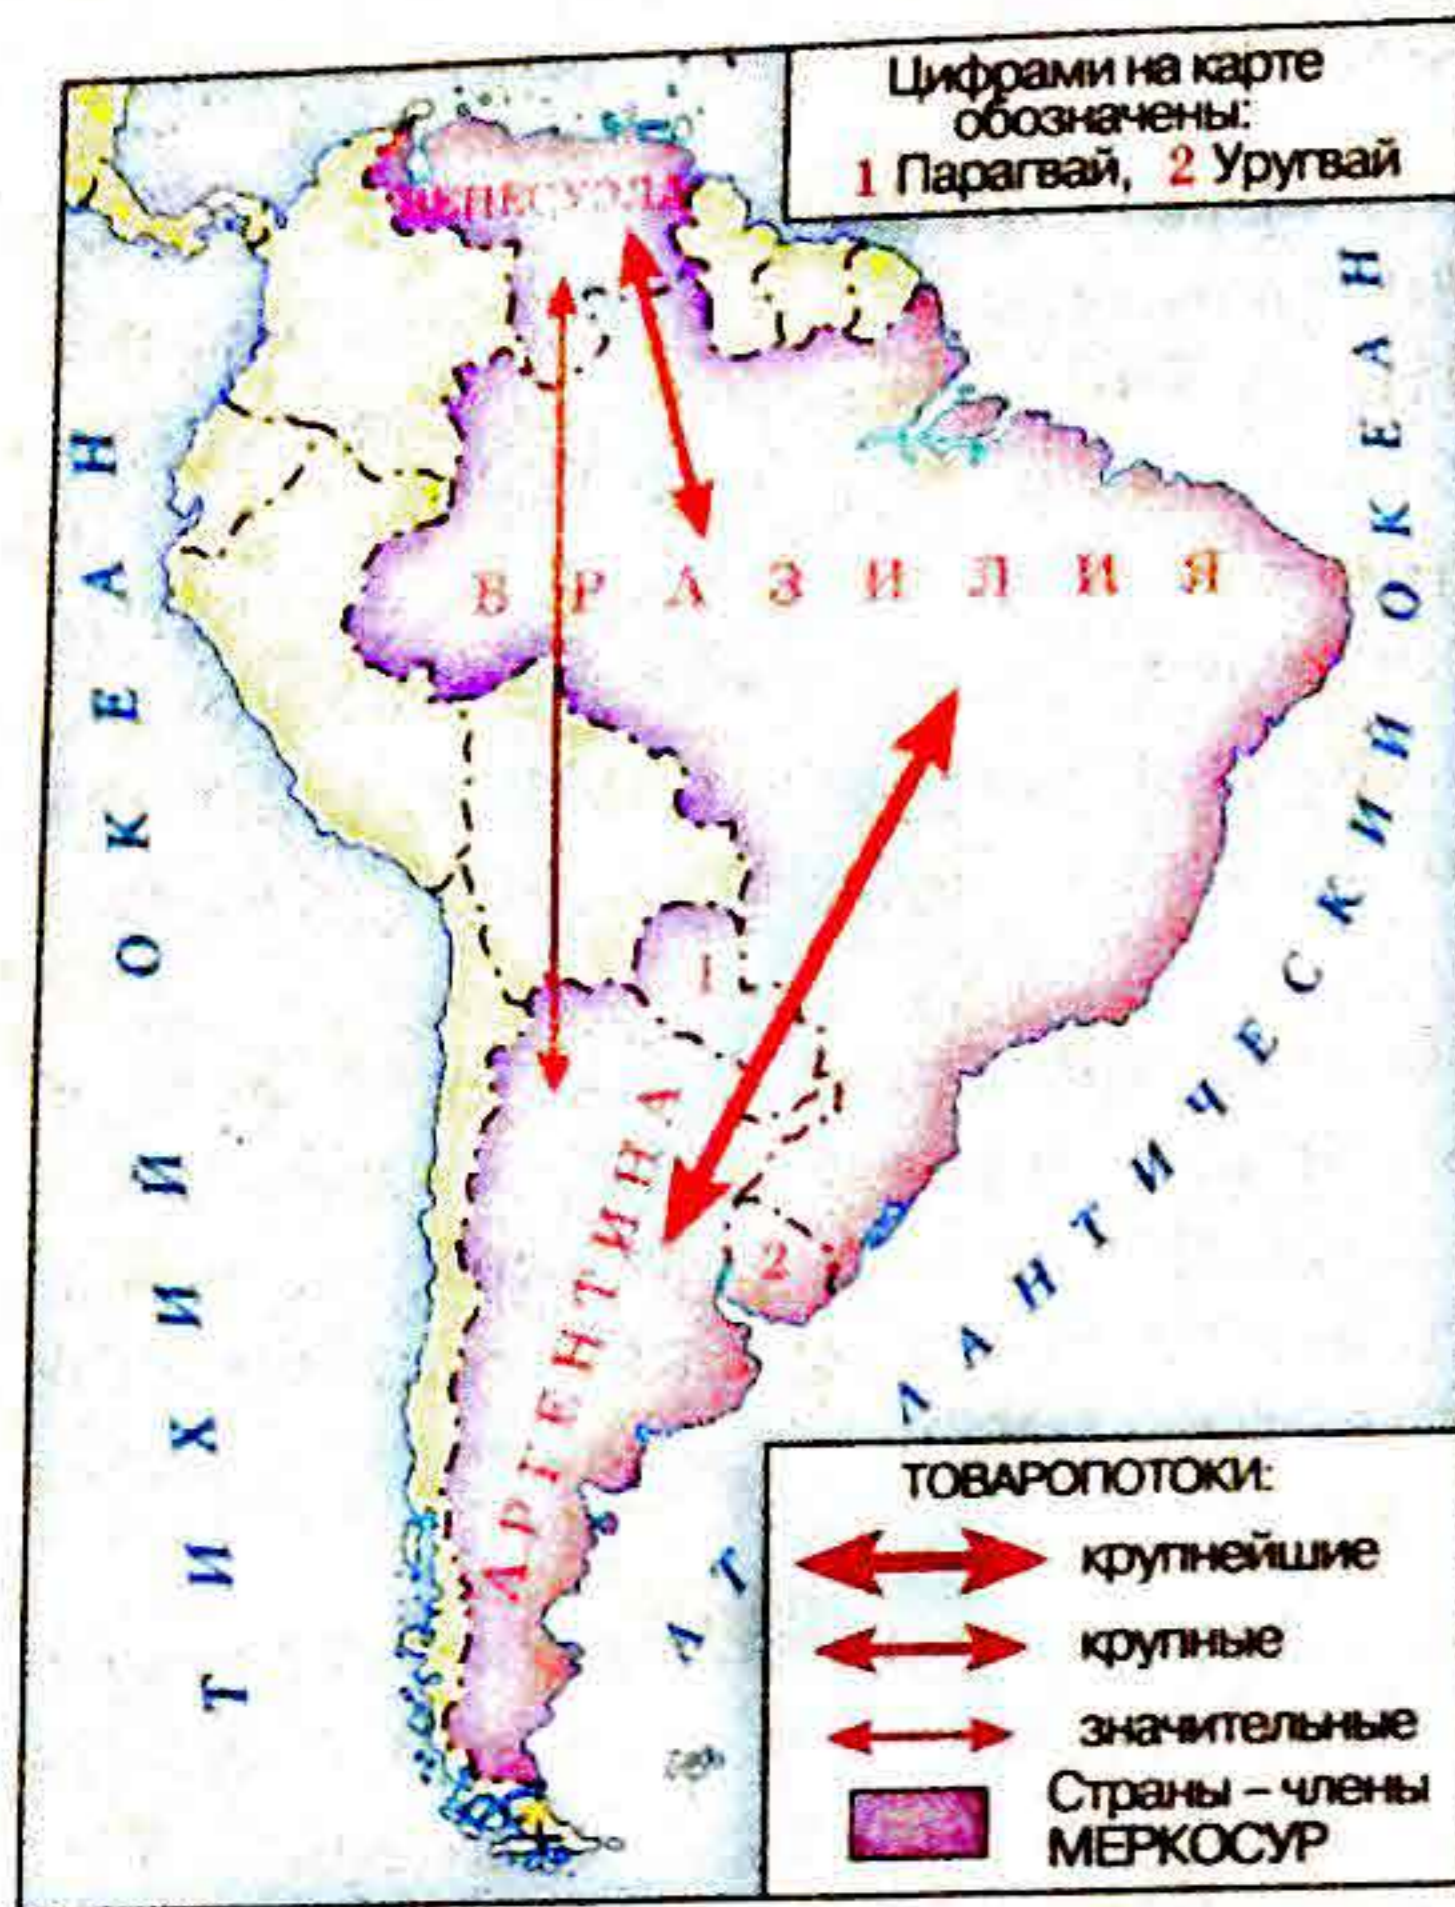 Цифрами на карте
обозначены:
1 Парагвай, 2 Уругвай
ВЕНЕСУЭЛА
БРАЗИЛИЯ
1
АРГЕНТИНА
2
ТИХИЙ ОКЕАН
АТЛАНТИЧЕСКИЙ ОКЕАН
ТОВАРОПОТОКИ:
крупнейшие
крупные
значительные
Страны – члены
МЕРКОСУР